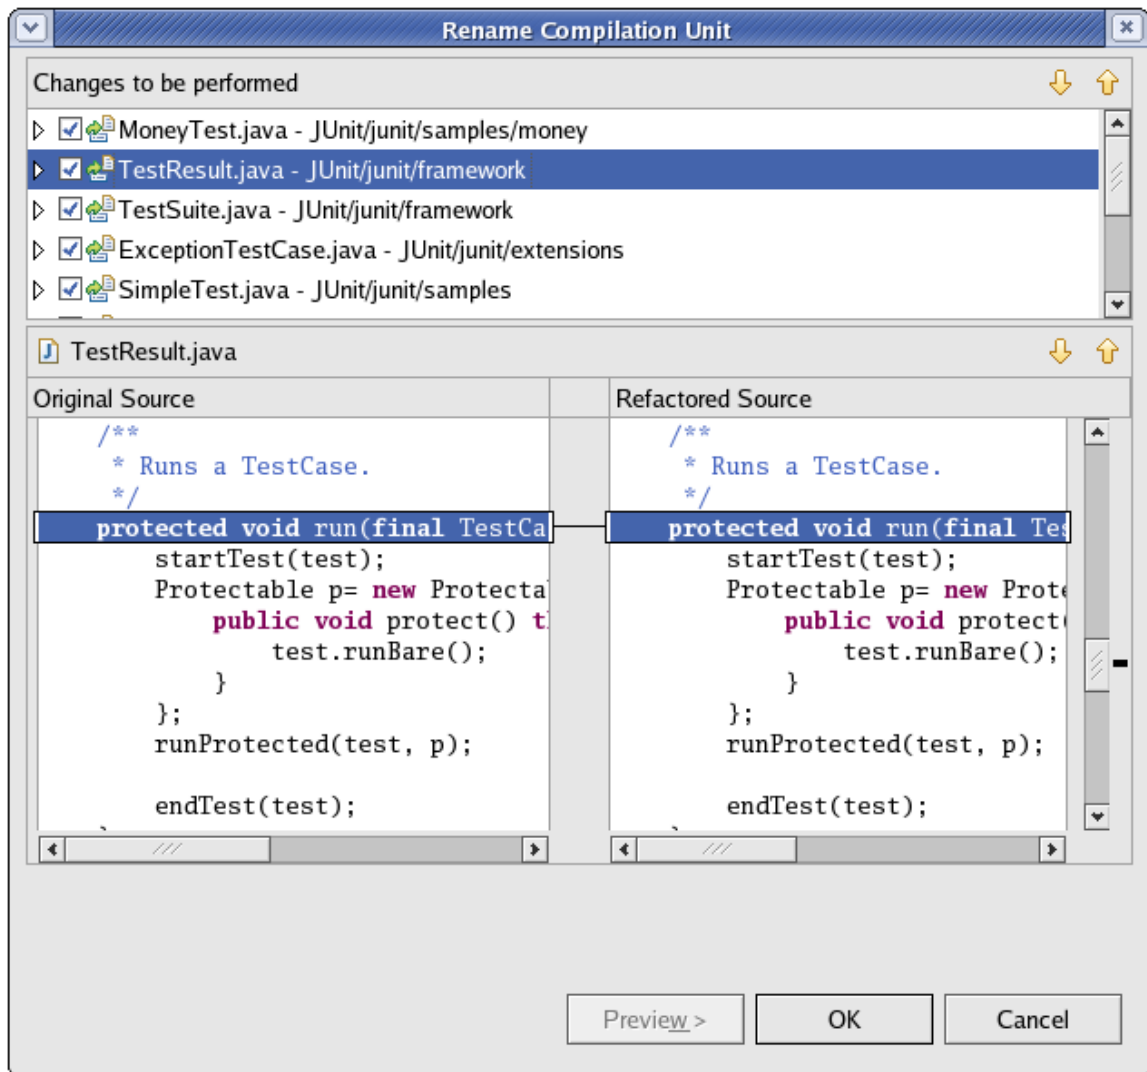 Rename Compilation Unit
Changes to be performed
MoneyTest.java - JUnit/junit/samples/money
TestResult.java - JUnit/junit/framework
TestSuite.java - JUnit/junit/framework
ExceptionTestCase.java - JUnit/junit/extensions
SimpleTest.java - JUnit/junit/samples
TestResult.java
Original Source
/**
* Runs a TestCase.
*/
protected void run(final TestCa
startTest(test);
Protectable p= new Protecta
public void protect() t
test.runBare();
}
};
runProtected(test, p);
endTest(test);
Refactored Source
/**
* Runs a TestCase.
*/
protected void run(final Tes
startTest(test);
Protectable p= new Prote
public void protect(
test.runBare();
}
};
runProtected(test, p);
endTest(test);
Preview >
OK
Cancel